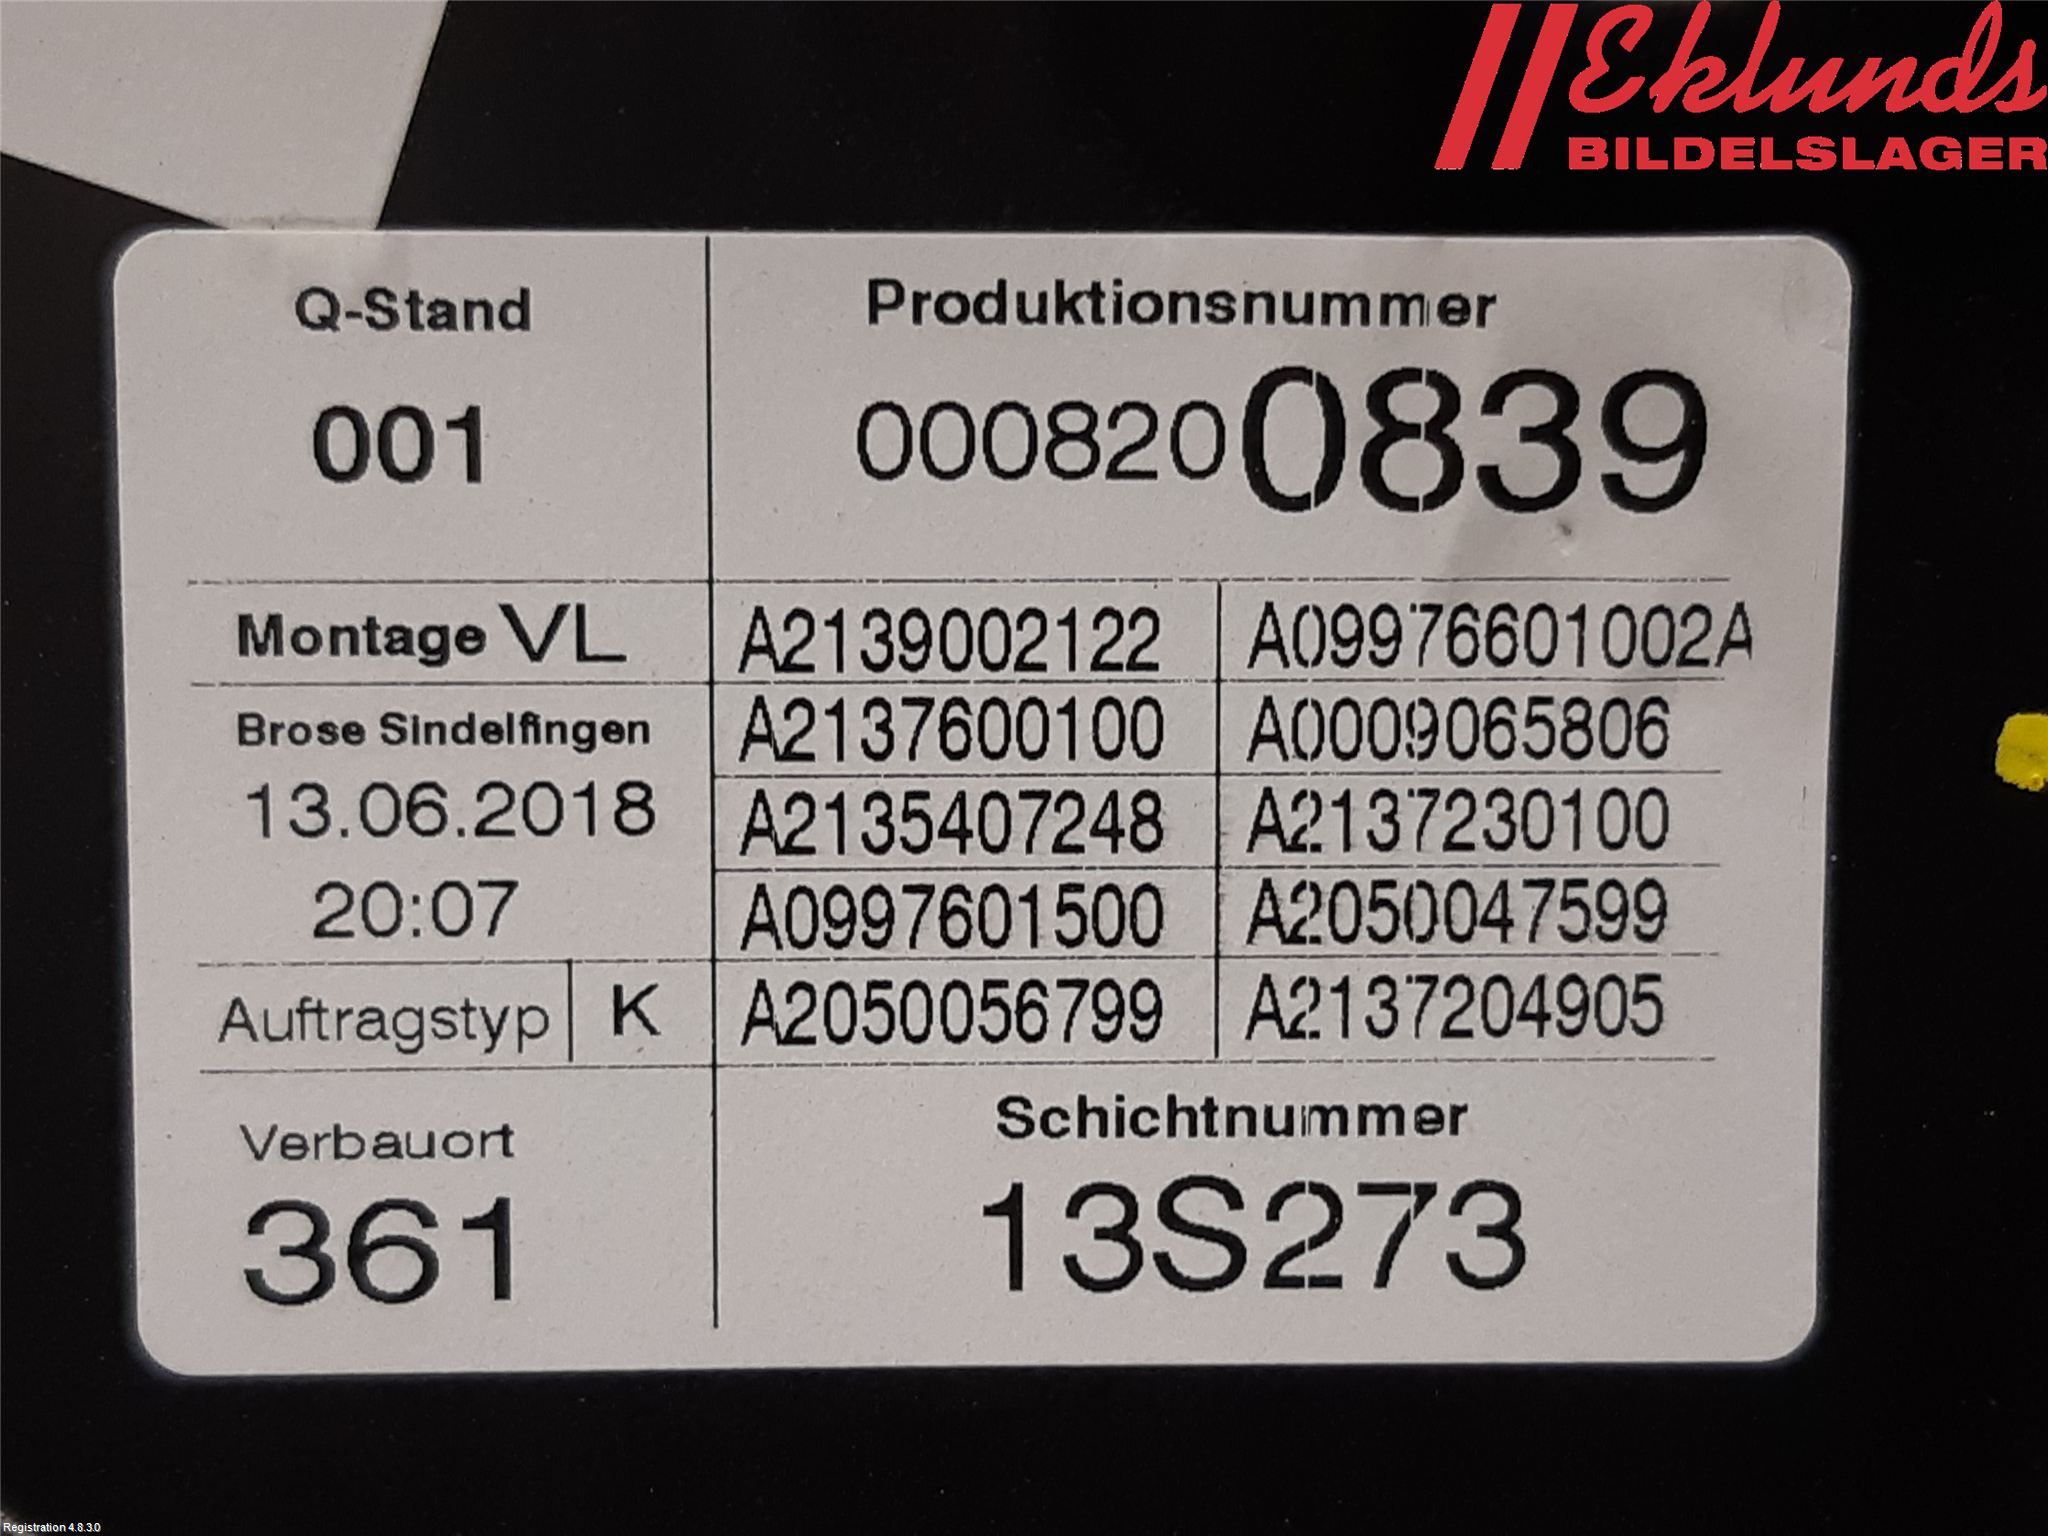 Eklunds
BILDELSLAGER
Q-Stand
001
Produktionsnummer
0008200839
Montage VL
Brose Sindelfingen
13.06.2018
20:07
Auftragstyp K
A2139002122 A09976601002A
A2137600100 A0009065806
A2135407248 A2137230100
A0997601500 A2050047599
A2050056799 A2137204905
Verbauort
361
Schichtnummer
13S273
Registration 4.8.3.0